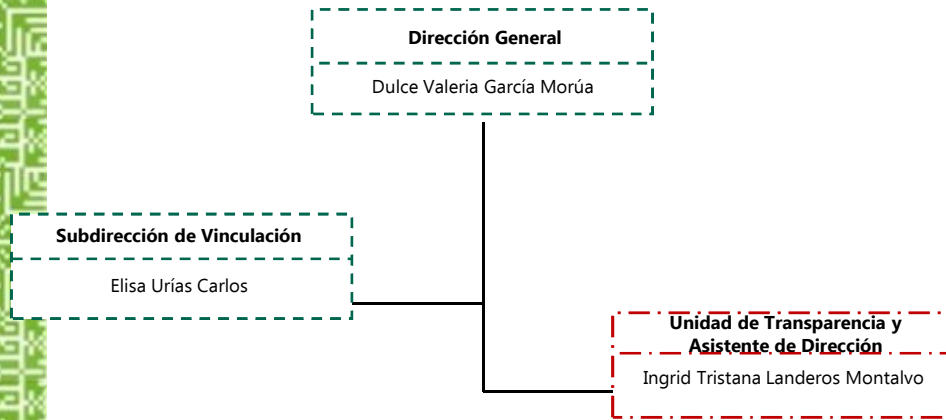 Dirección General
Dulce Valeria García Morúa
Subdirección de Vinculación
Elisa Urías Carlos
Unidad de Transparencia y
Asistente de Dirección
Ingrid Tristana Landeros Montalvo